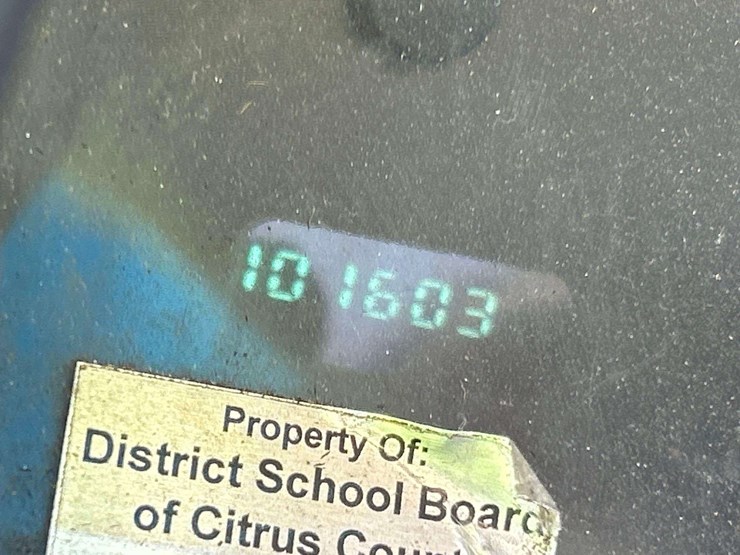 101603
Property Of:
District School Board
of Citrus